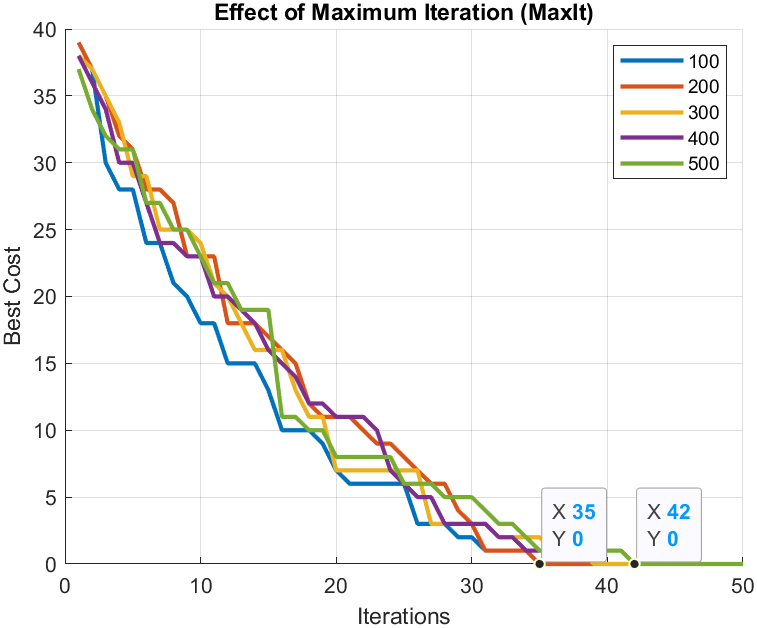 Effect of Maximum Iteration (MaxIt)
40
35
30
25
20
15
10
5
0
Best Cost
100
200
300
400
500
X 35
Y 0
X 42
Y 0
0
10
20
30
40
50
Iterations